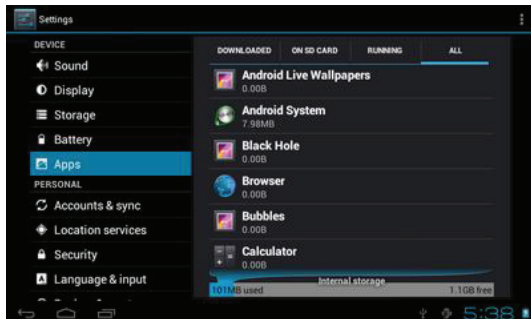 Settings
DEVICE
Sound
Display
Storage
Battery
Apps
PERSONAL
Accounts & sync
Location services
Security
Language & input
DOWNLOADED ON SD CARD RUNNING ALL
Android Live Wallpapers
0.00B
Android System
7.98MB
Black Hole
0.00B
Browser
0.00B
Bubbles
0.00B
Calculator
0.00B
Internal storage
101MB used 1.1GB free
5:38